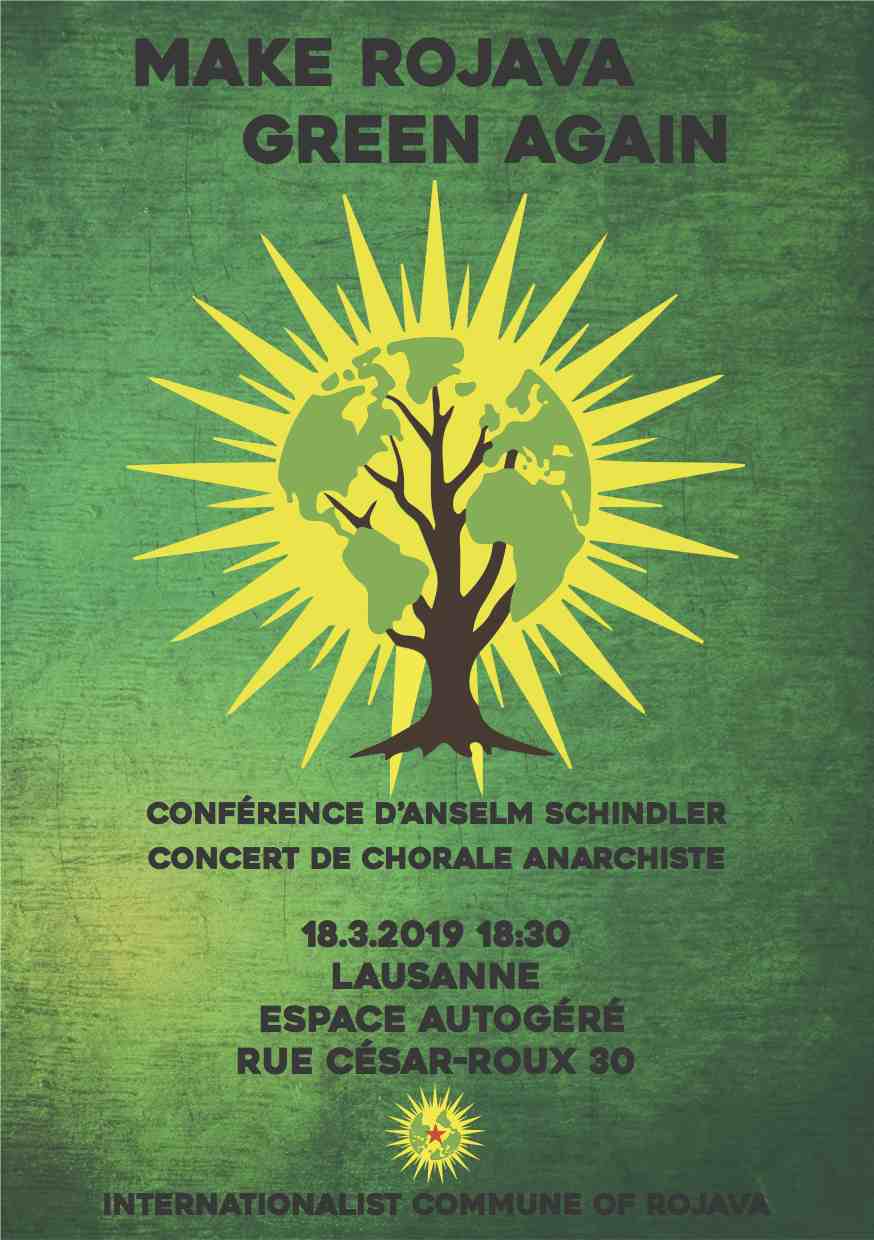 MAKE ROJAVA
GREEN AGAIN
CONFÉRENCE D'ANSELM SCHINDLER
CONCERT DE CHORALE ANARCHISTE
18.3.2019 18:30
LAUSANNE
ESPACE AUTOGÉRÉ
RUE CÉSAR-ROUX 30
INTERNATIONALIST COMMUNE OF ROJAVA